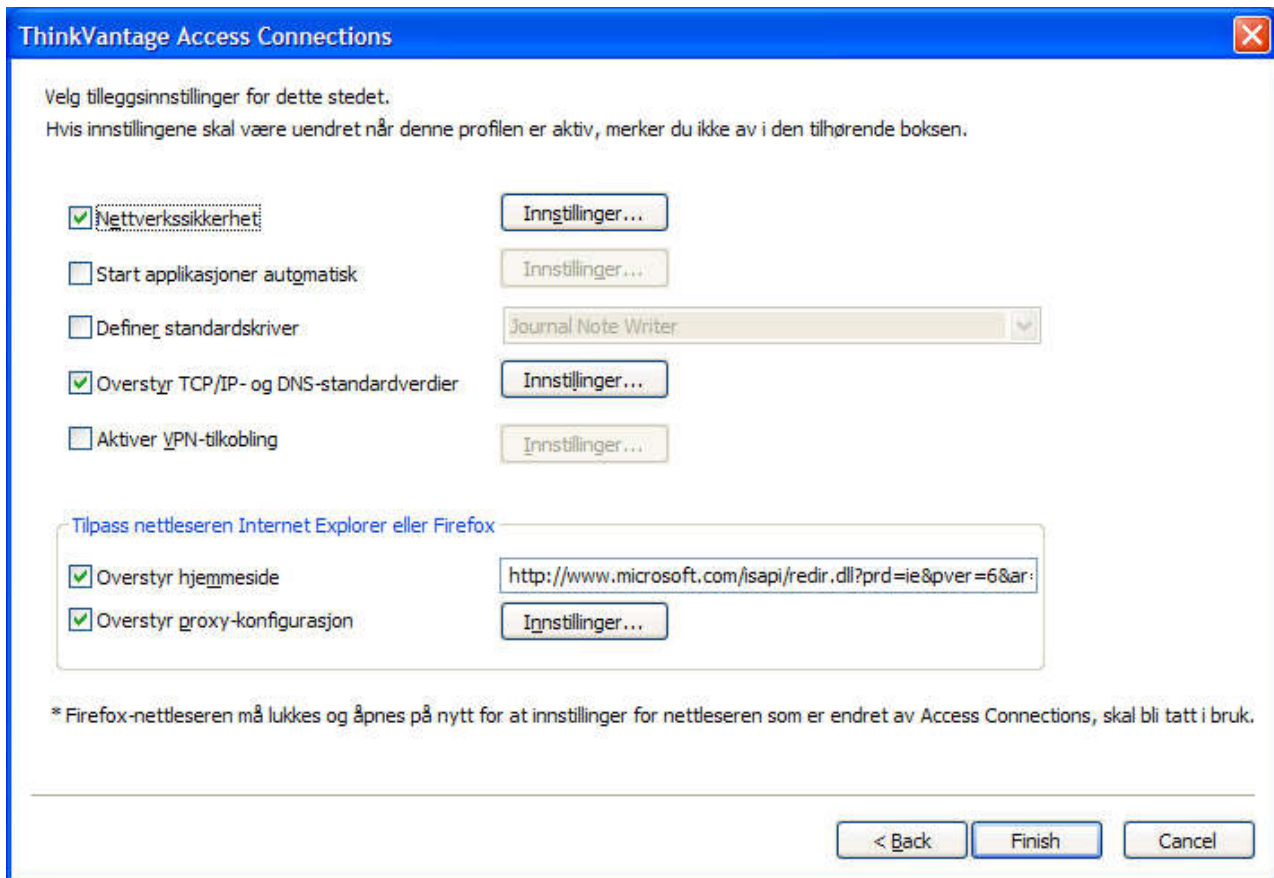 ThinkVantage Access Connections
Velg tilleggsinnstillinger for dette stedet.
Hvis innstillingene skal være uendret når denne profilen er aktiv, merker du ikke av i den tilhørende boksen.
Nettverkssikkerhet Innstillinger...
Start applikasjoner automatisk Innstillinger...
Definer standardskriver Journal Note Writer
Overstyr TCP/IP- og DNS-standardverdier Innstillinger...
Aktiver VPN-tilkobling Innstillinger...
Tilpass nettleseren Internet Explorer eller Firefox
Overstyr hjemmeside http://www.microsoft.com/isapi/redir.dll?prd=ie&pver=6&ar=
Overstyr proxy-konfigurasjon Innstillinger...
* Firefox-nettleseren må lukkes og åpnes på nytt for at innstillinger for nettleseren som er endret av Access Connections, skal bli tatt i bruk.
< Back Finish Cancel